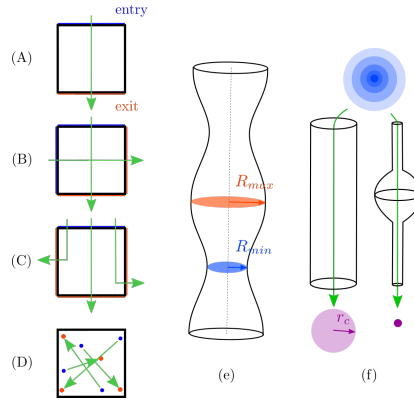 entry
(A)
exit
(B)
(C)
(D)
R_max
R_min
(e)
r_c
(f)